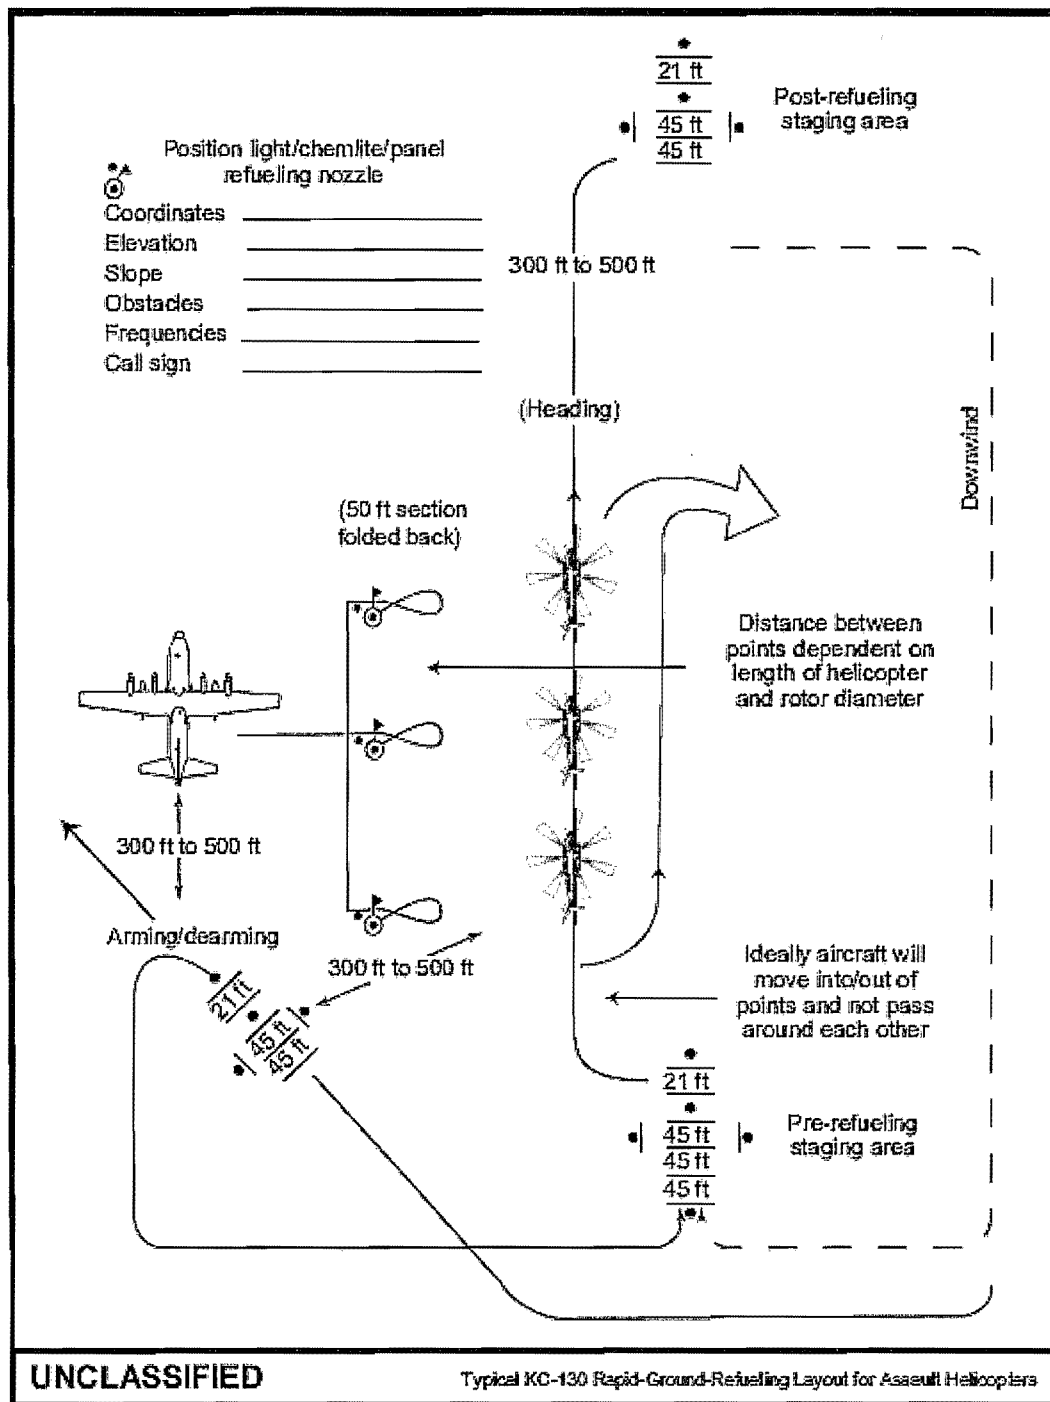 21 ft
45 ft
45 ft
Post-refueling
staging area
Position light/chemlite/panel
refueling nozzle
Coordinates
Elevation
Slope
Obstacles
Frequencies
Call sign
300 ft to 500 ft
(Heading)
Downwind
(50 ft section
folded back)
Distance between
points dependent on
length of helicopter
and rotor diameter
300 ft to 500 ft
Arming/dearming
300 ft to 500 ft
21 ft
45 ft
45 ft
Ideally aircraft will
move into/out of
points and not pass
around each other
21 ft
45 ft
45 ft
45 ft
Pre-refueling
staging area
UNCLASSIFIED
Typical KC-130 Rapid-Ground-Refueling Layout for Assault Helicopters